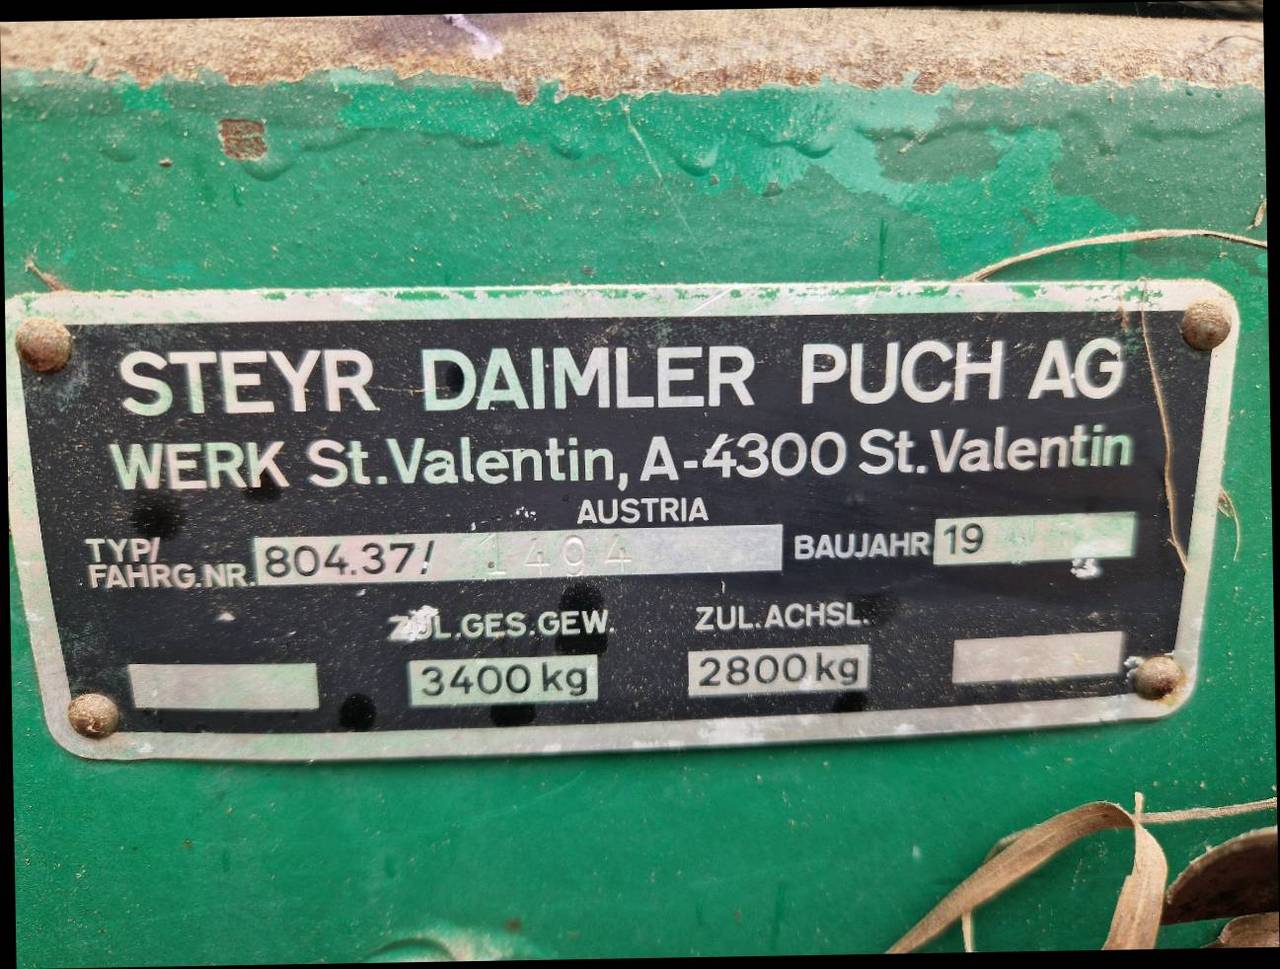 STEYR DAIMLER PUCH AG
WERK St. Valentin, A-4300 St. Valentin
AUSTRIA
TYP/
FAHRG.NR. 804.37/ 1494 BAUJAHR 19
ZUL.GES.GEW. ZUL.ACHSL.
3400 kg 2800 kg